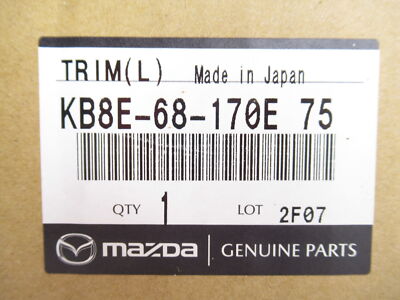 TRIM(L) Made in Japan
KB8E-68-170E 75
QTY 1 LOT 2F07
mazda GENUINE PARTS